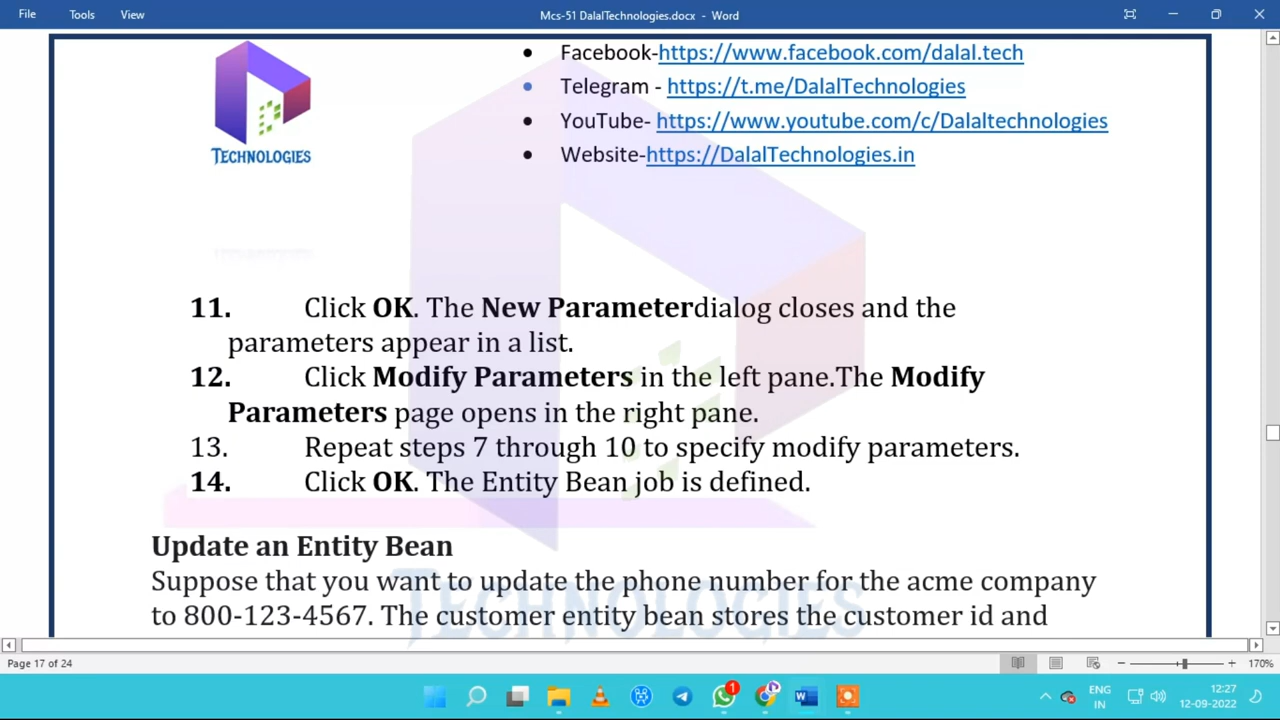 File Tools View Mcs-51 DalalTechnologies.docx - Word
• Facebook-https://www.facebook.com/dalal.tech
• Telegram - https://t.me/DalalTechnologies
• YouTube- https://www.youtube.com/c/Dalaltechnologies
• Website-https://DalalTechnologies.in
TECHNOLOGIES
11. Click OK. The New Parameterdialog closes and the
parameters appear in a list.
12. Click Modify Parameters in the left pane.The Modify
Parameters page opens in the right pane.
13. Repeat steps 7 through 10 to specify modify parameters.
14. Click OK. The Entity Bean job is defined.
Update an Entity Bean
Suppose that you want to update the phone number for the acme company
to 800-123-4567. The customer entity bean stores the customer id and
TECHNOLOGIES
Page 17 of 24 170%
1 ENG 12:27
IN 12-09-2022